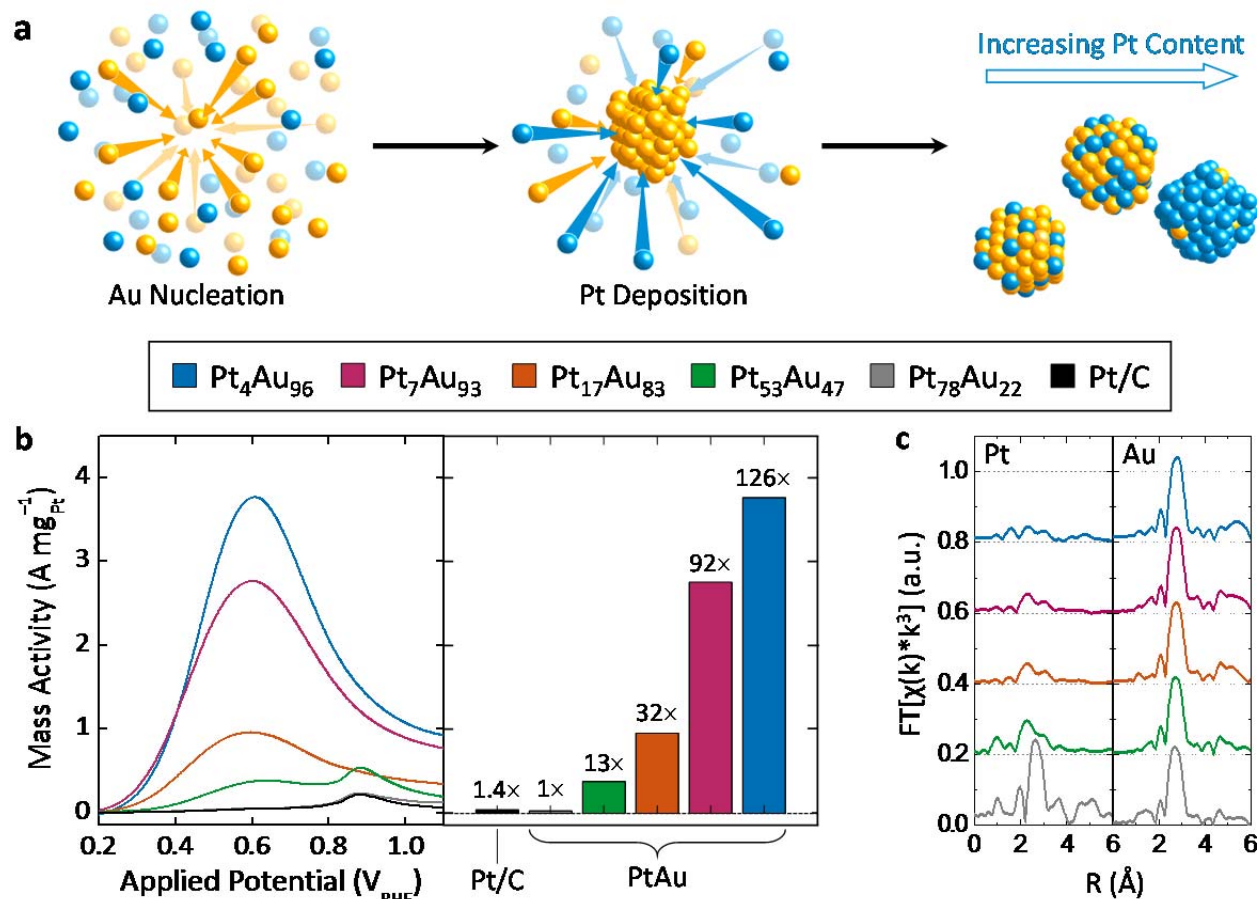 a
Increasing Pt Content
Au Nucleation
Pt Deposition
Pt₄Au₉₆ Pt₇Au₉₃ Pt₁₇Au₈₃ Pt₅₃Au₄₇ Pt₇₈Au₂₂ Pt/C
b
Mass Activity (A mg⁻¹Pt)
4
3
2
1
0
0.2 0.4 0.6 0.8 1.0
Applied Potential (V
1.4× 1× 13× 32× 92× 126×
Pt/C PtAu
c
Pt Au
FT[χ(k)*k³] (a.u.)
1.0
0.8
0.6
0.4
0.2
0.0
0 2 4 6 2 4 6
R (Å)